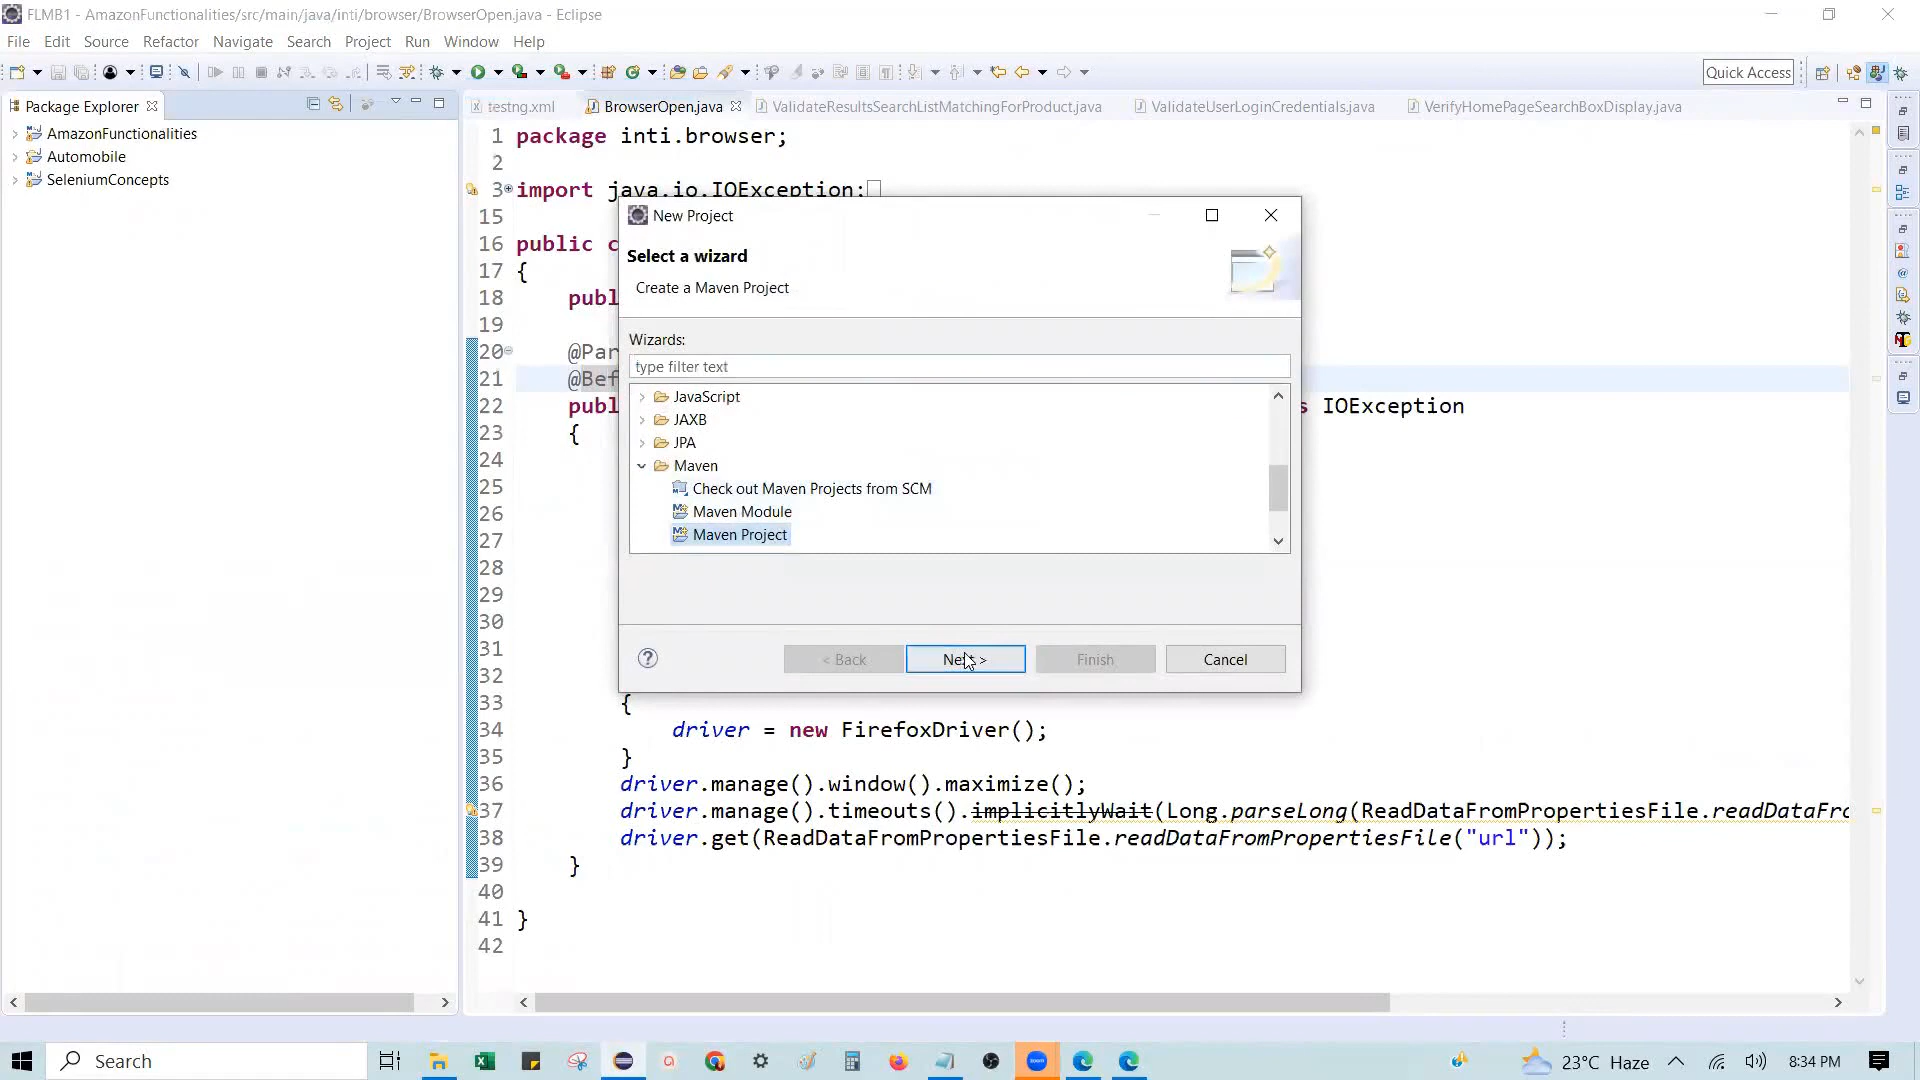 FLMB1 - AmazonFunctionalities/src/main/java/inti/browser/BrowserOpen.java - Eclipse
File Edit Source Refactor Navigate Search Project Run Window Help
Quick Access
Package Explorer
AmazonFunctionalities
Automobile
SeleniumConcepts
testng.xml BrowserOpen.java ValidateResultsSearchListMatchingForProduct.java ValidateUserLoginCredentials.java VerifyHomePageSearchBoxDisplay.java
1 package inti.browser;
2
3 import java.io.IOException;
15
16 public c
17 {
18 publ
19
20 @Par
21 @Bef
22 publ s IOException
23 {
24
25
26
27
28
29
30
31
32
33 {
34 driver = new FirefoxDriver();
35 }
36 driver.manage().window().maximize();
37 driver.manage().timeouts().implicitlyWait(Long.parseLong(ReadDataFromPropertiesFile.readDataFro
38 driver.get(ReadDataFromPropertiesFile.readDataFromPropertiesFile("url"));
39 }
40
41 }
42
New Project
Select a wizard
Create a Maven Project
Wizards:
type filter text
JavaScript
JAXB
JPA
Maven
Check out Maven Projects from SCM
Maven Module
Maven Project
< Back Next > Finish Cancel
Search
zoom
23°C Haze
8:34 PM